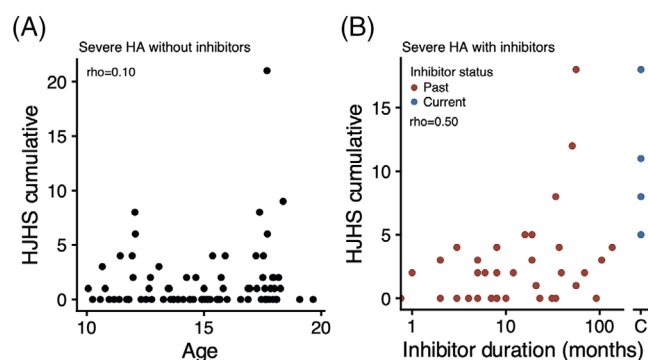 (A)
Severe HA without inhibitors
rho=0.10
HJHS cumulative
20
15
10
5
0
10
15
20
Age
(B)
Severe HA with inhibitors
Inhibitor status
Past
Current
rho=0.50
HJHS cumulative
15
10
5
0
1
10
100
C
Inhibitor duration (months)